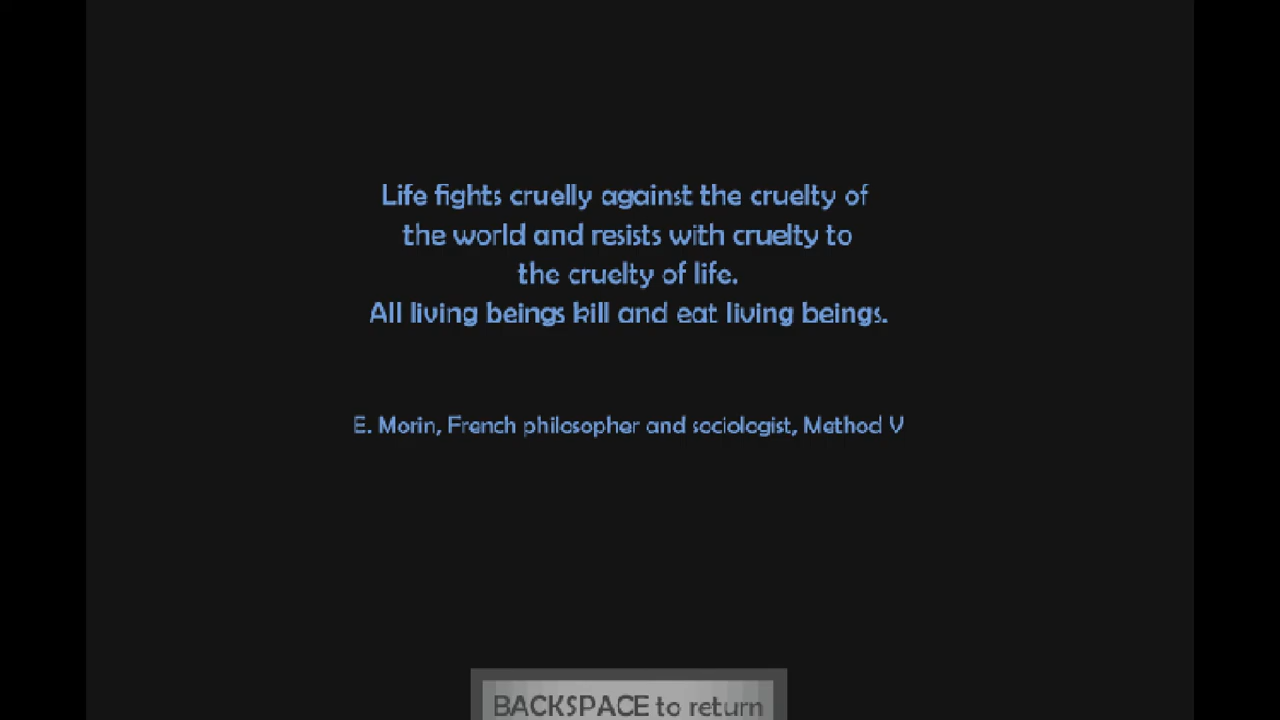 Life fights cruelly against the cruelty of
the world and resists with cruelty to
the cruelty of life.
All living beings kill and eat living beings.
E. Morin, French philosopher and sociologist, Method V
BACKSPACE to return